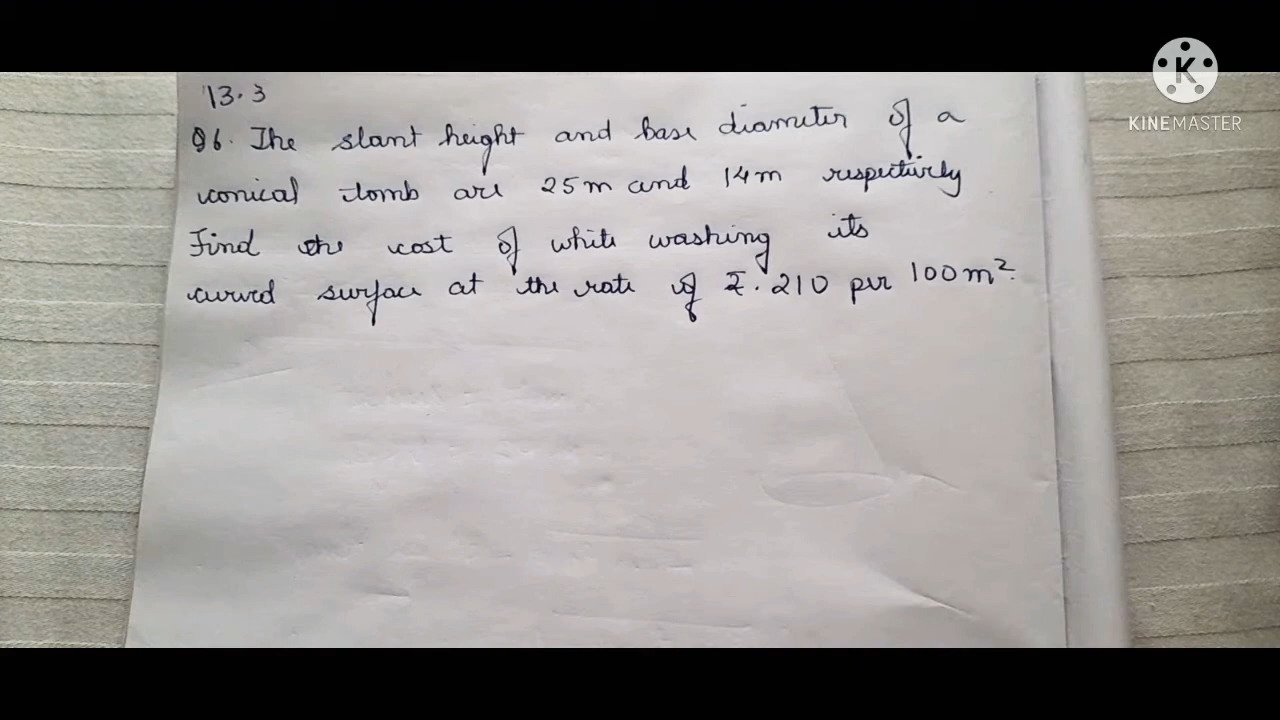 13.3
Q6. The slant height and base diameter of a
conical tomb are 25m and 14m respectively
Find the cost of white washing its
curved surface at the rate of ₹. 210 per 100m².
K
KINEMASTER